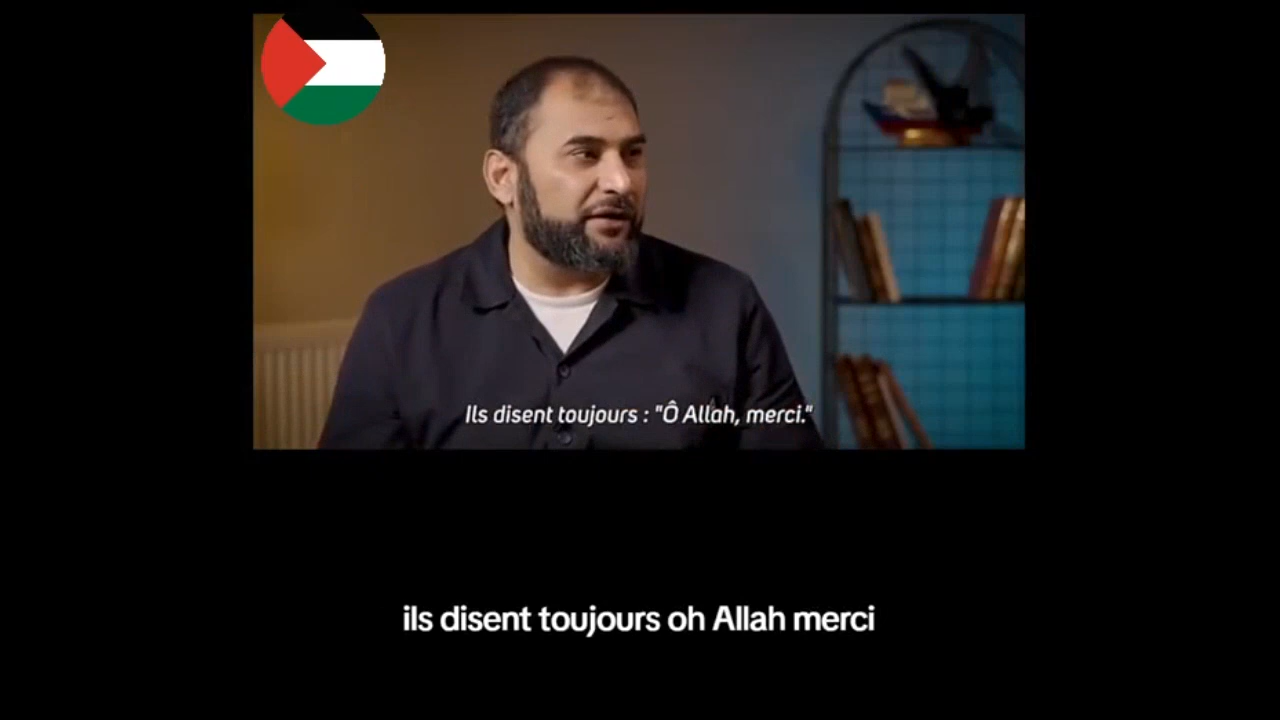 Ils disent toujours : "Ô Allah, merci."
ils disent toujours oh Allah merci